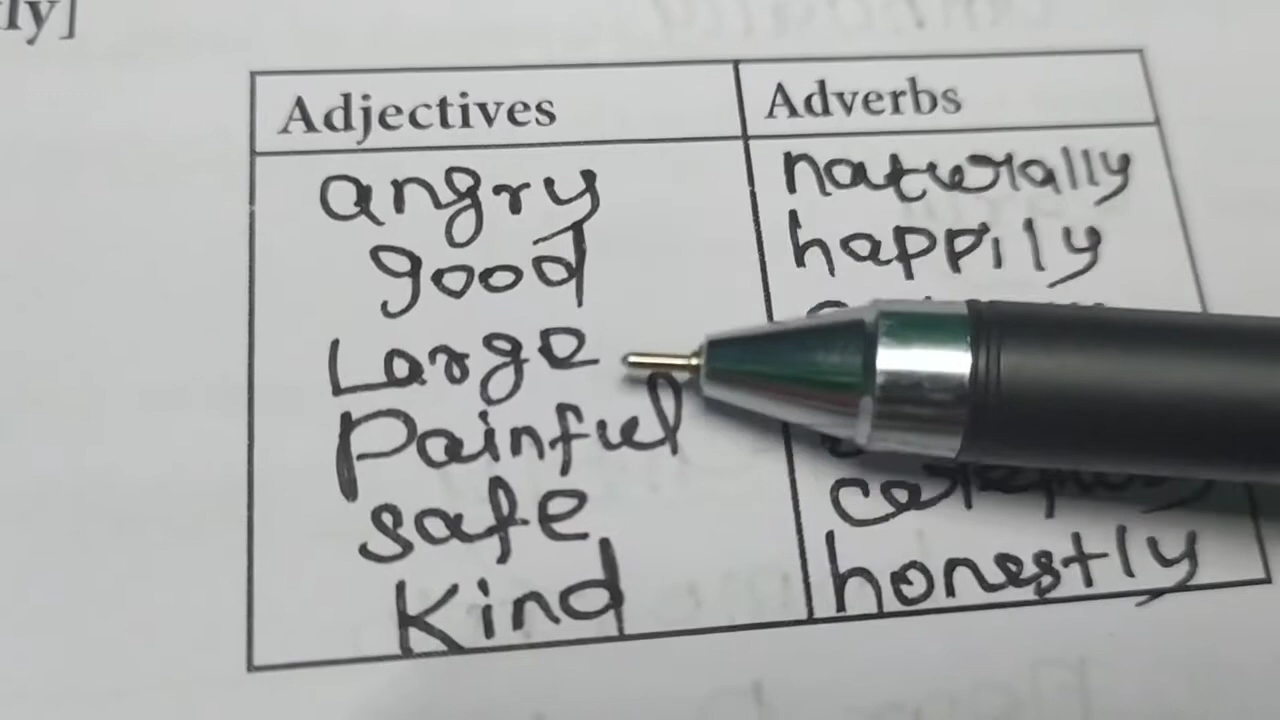 ly]
Adjectives Adverbs
angry naturally
good happily
Large
Painful
safe
Kind honestly